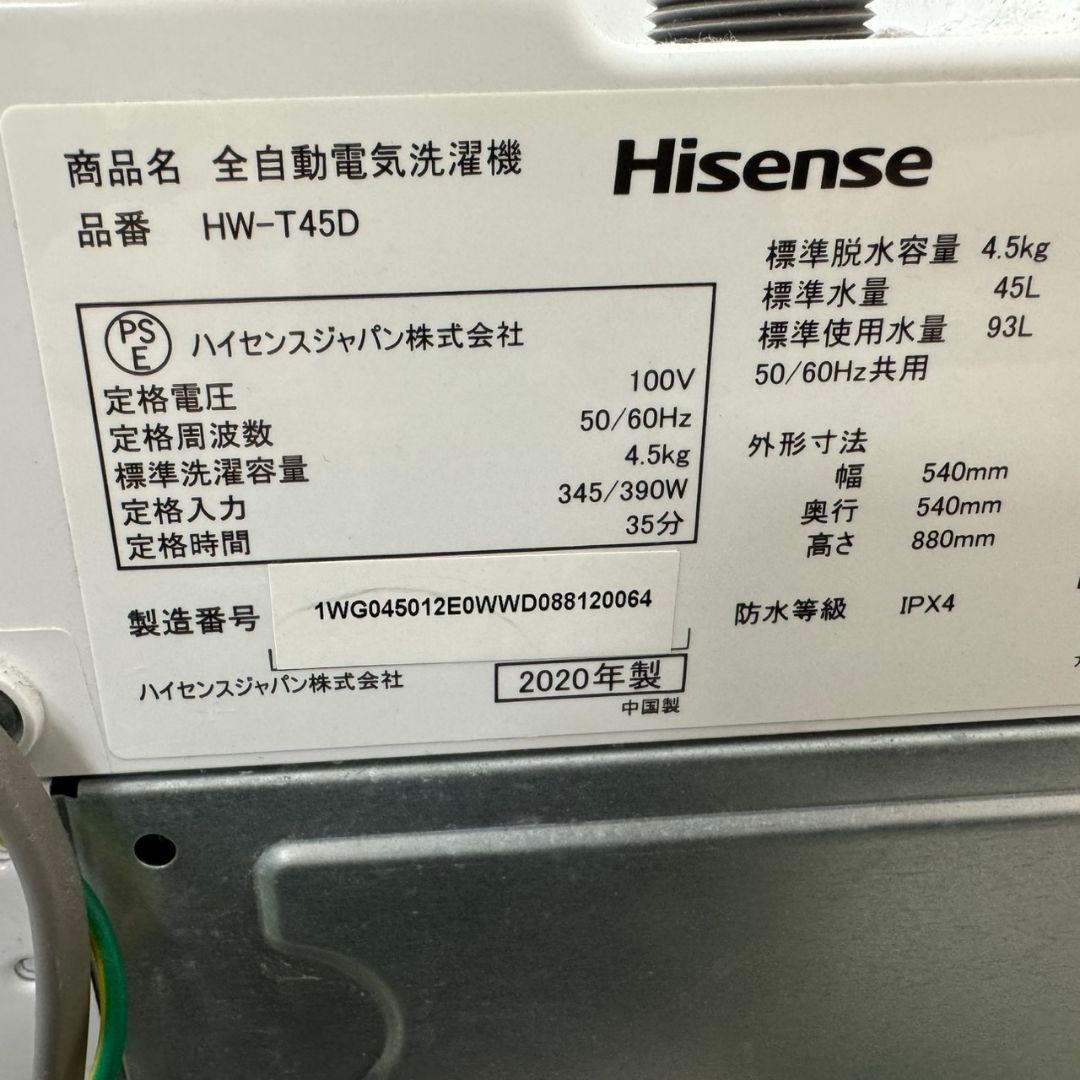 商品名 全自動電気洗濯機
Hisense
品番 HW-T45D
PSE ハイセンスジャパン株式会社
定格電圧 100V
定格周波数 50/60Hz
標準洗濯容量 4.5kg
定格入力 345/390W
定格時間 35分
製造番号 1WG045012E0WWD088120064
ハイセンスジャパン株式会社
2020年製
中国製
標準脱水容量 4.5kg
標準水量 45L
標準使用水量 93L
50/60Hz共用
外形寸法
幅 540mm
奥行 540mm
高さ 880mm
防水等級 IPX4